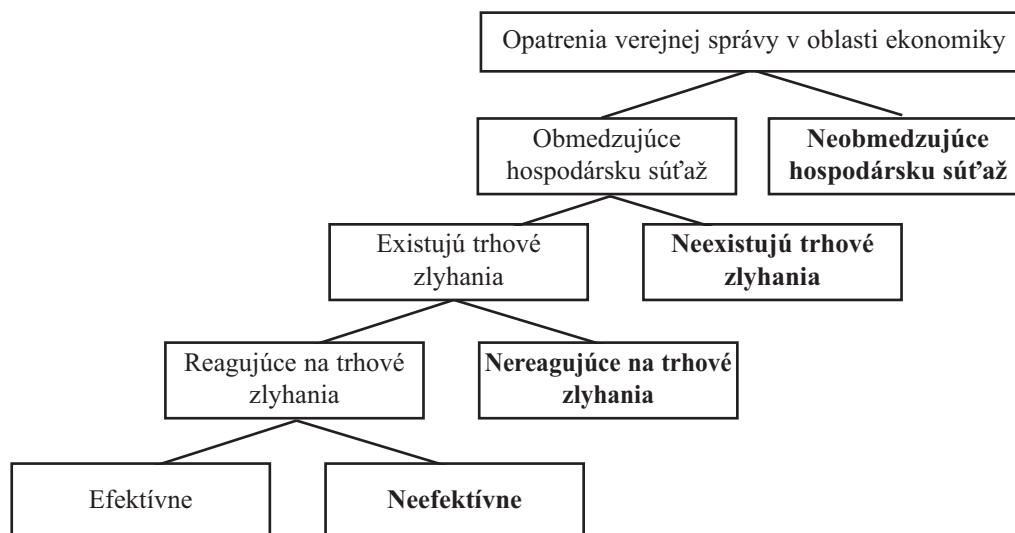 Opatrenia verejnej správy v oblasti ekonomiky
Obmedzujúce
hospodársku súťaž
Neobmedzujúce
hospodársku súťaž
Existujú trhové
zlyhania
Neexistujú trhové
zlyhania
Reagujúce na trhové
zlyhania
Nereagujúce na trhové
zlyhania
Efektívne
Neefektívne